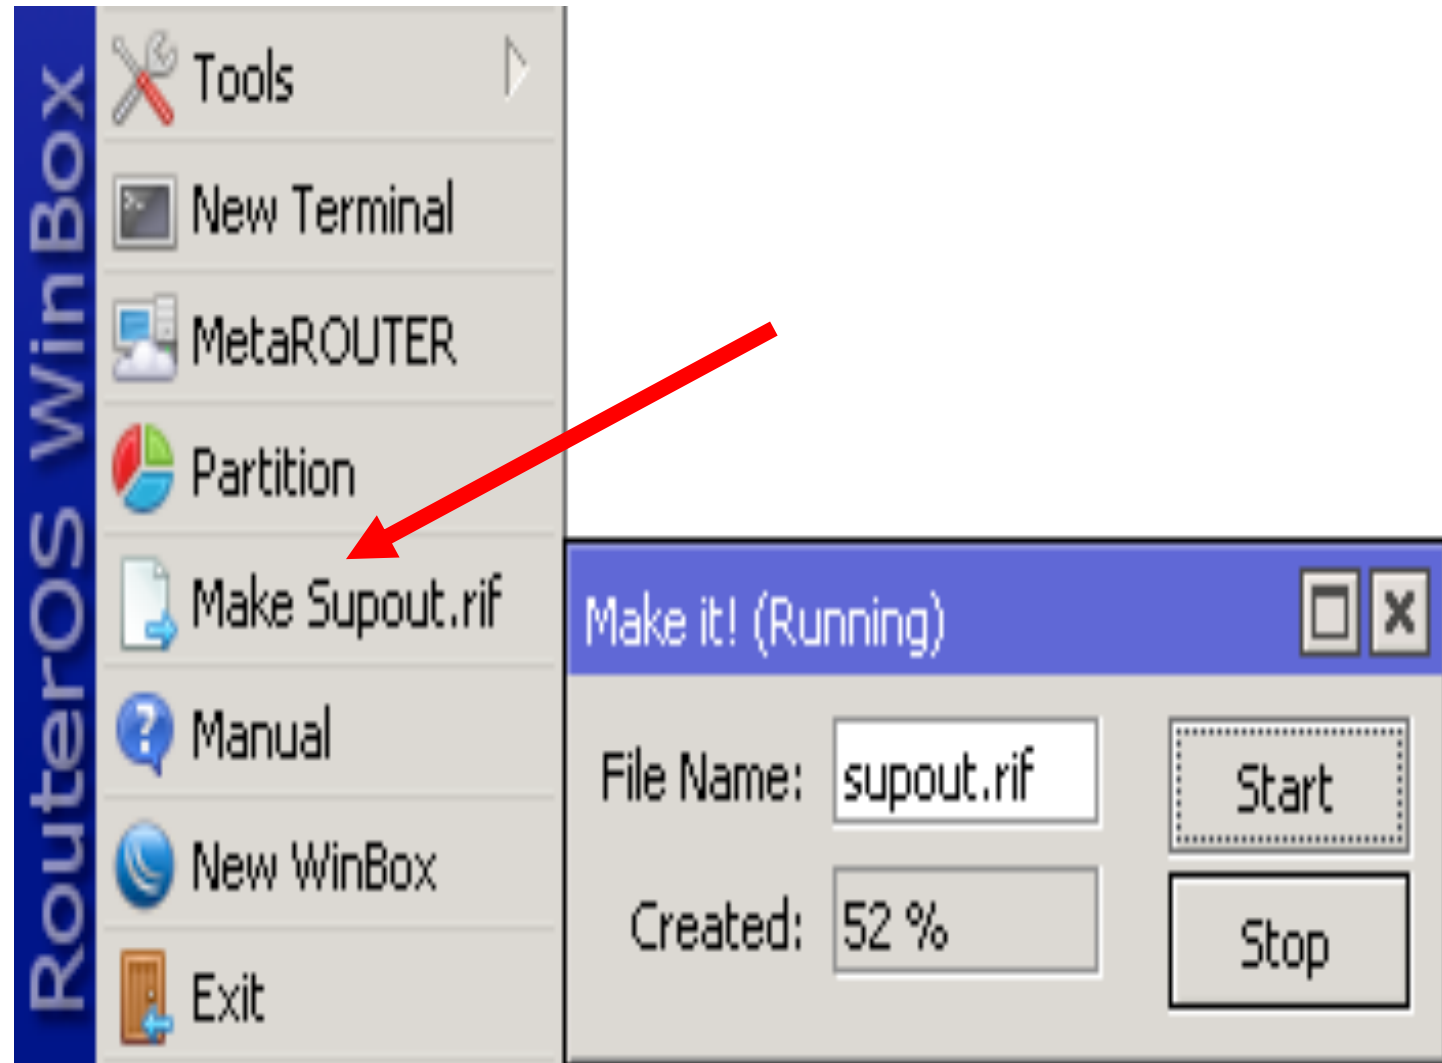 RouterOS WinBox
Tools
New Terminal
MetaROUTER
Partition
Make Supout.rif
Manual
New WinBox
Exit
Make it! (Running)
File Name: supout.rif
Start
Created: 52 %
Stop